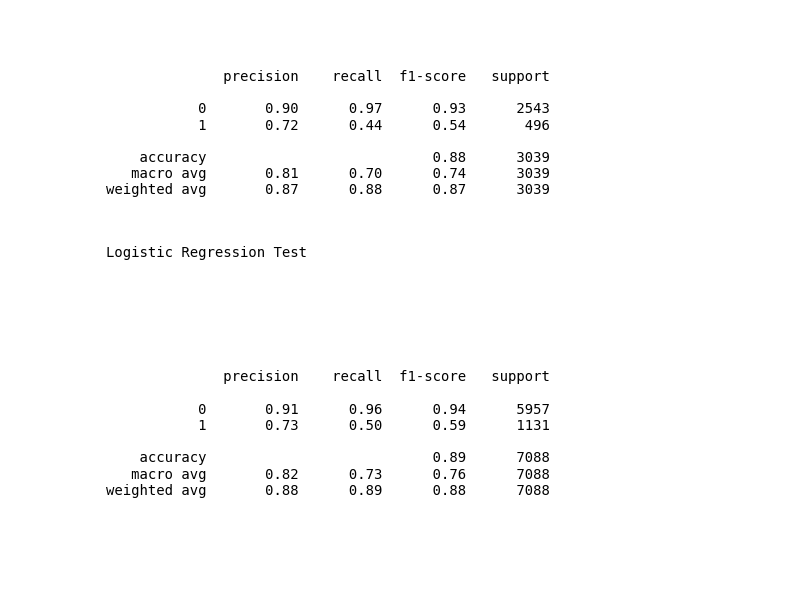 precision recall f1-score support
0 0.90 0.97 0.93 2543
1 0.72 0.44 0.54 496
accuracy 0.88 3039
macro avg 0.81 0.70 0.74 3039
weighted avg 0.87 0.88 0.87 3039
Logistic Regression Test
precision recall f1-score support
0 0.91 0.96 0.94 5957
1 0.73 0.50 0.59 1131
accuracy 0.89 7088
macro avg 0.82 0.73 0.76 7088
weighted avg 0.88 0.89 0.88 7088